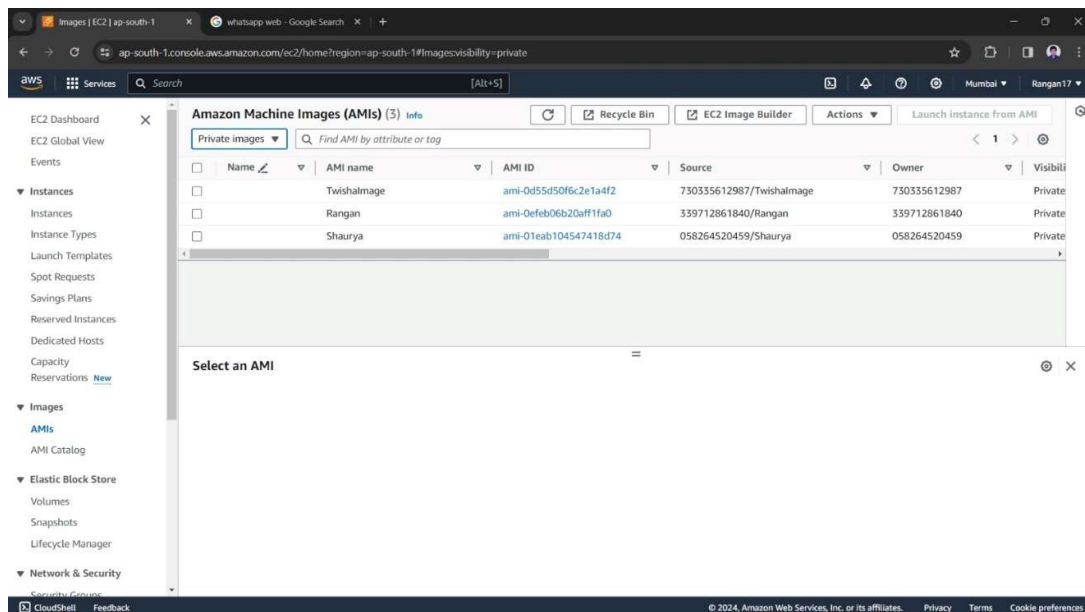 Images | EC2 | ap-south-1
whatsapp web - Google Search
ap-south-1.console.aws.amazon.com/ec2/home?region=ap-south-1#Images:visibility=private
aws Services Search [Alt+S] Mumbai Rangan17
EC2 Dashboard
EC2 Global View
Events
Instances
Instances
Instance Types
Launch Templates
Spot Requests
Savings Plans
Reserved Instances
Dedicated Hosts
Capacity
Reservations New
Images
AMIs
AMI Catalog
Elastic Block Store
Volumes
Snapshots
Lifecycle Manager
Network & Security
Security Groups
Amazon Machine Images (AMIs) (3) Info Recycle Bin EC2 Image Builder Actions Launch instance from AMI
Private images Find AMI by attribute or tag 1
Name AMI name AMI ID Source Owner Visibili
TwishaImage ami-0d55d50f6c2e1a4f2 730335612987/TwishaImage 730335612987 Private
Rangan ami-0efeb06b20aff1fa0 339712861840/Rangan 339712861840 Private
Shaurya ami-01eab104547418d74 058264520459/Shaurya 058264520459 Private
Select an AMI
CloudShell Feedback © 2024, Amazon Web Services, Inc. or its affiliates. Privacy Terms Cookie preferences